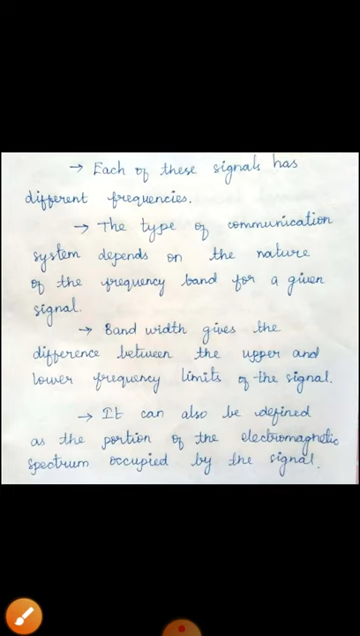 → Each of these signals has
different frequencies.
→ The type of communication
system depends on the nature
of the frequency band for a given
signal.
→ Band width gives the
difference between the upper and
lower frequency limits of the signal.
→ It can also be defined
as the portion of the electromagnetic
spectrum occupied by the signal.